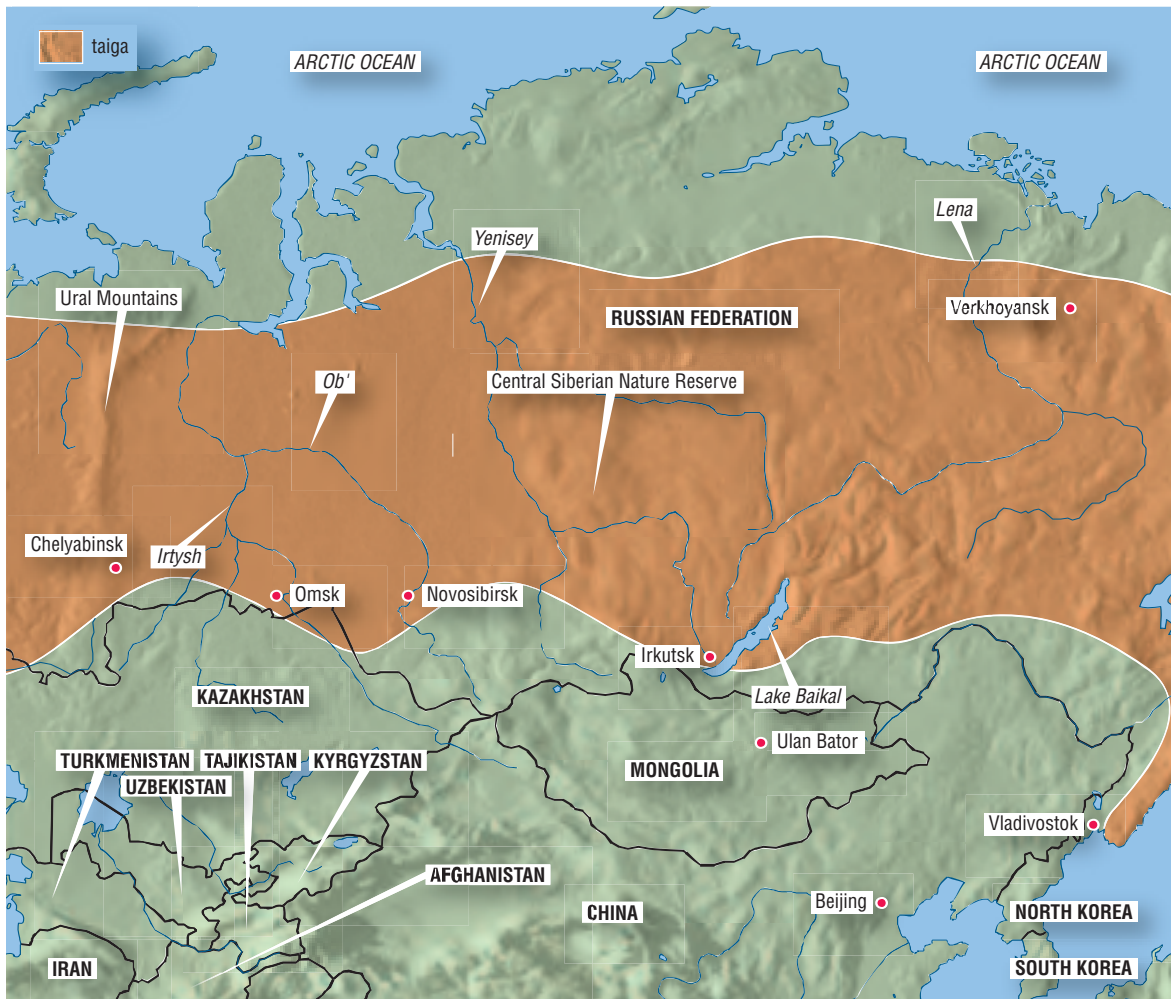 taiga
ARCTIC OCEAN
ARCTIC OCEAN
Lena
Yenisey
Ural Mountains
RUSSIAN FEDERATION
Verkhoyansk
Ob'
Central Siberian Nature Reserve
Chelyabinsk
Irtysh
Omsk
Novosibirsk
Irkutsk
Lake Baikal
KAZAKHSTAN
Ulan Bator
TURKMENISTAN
TAJIKISTAN
KYRGYZSTAN
MONGOLIA
UZBEKISTAN
Vladivostok
AFGHANISTAN
Beijing
CHINA
NORTH KOREA
IRAN
SOUTH KOREA